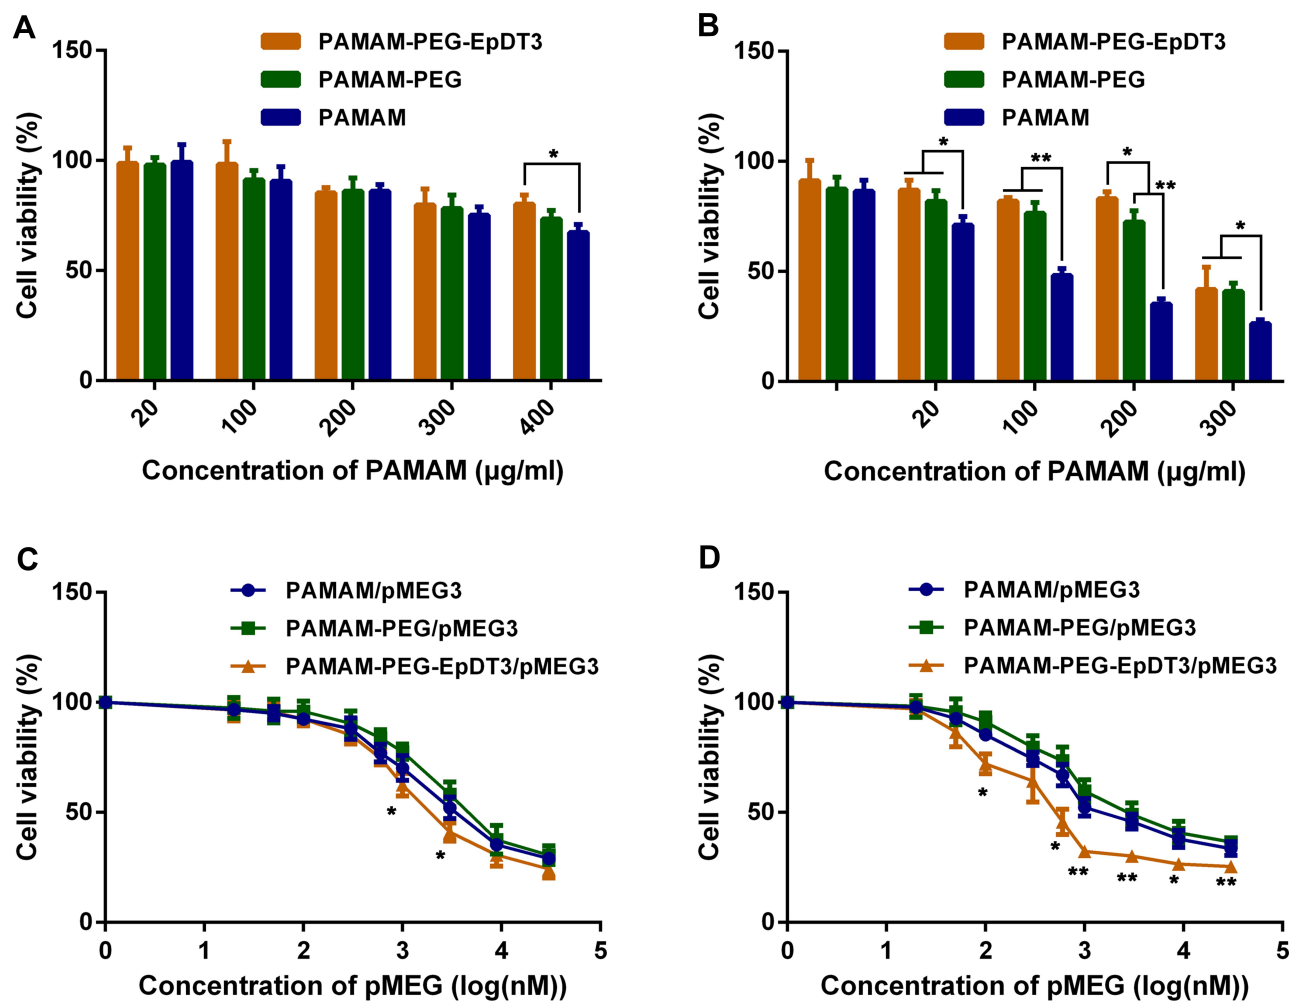 A
PAMAM-PEG-EpDT3
PAMAM-PEG
PAMAM
Cell viability (%)
150
100
50
0
*
20
100
200
300
400
Concentration of PAMAM (μg/ml)
B
PAMAM-PEG-EpDT3
PAMAM-PEG
PAMAM
Cell viability (%)
150
100
50
0
*
**
*
**
*
20
100
200
300
Concentration of PAMAM (μg/ml)
C
PAMAM/pMEG3
PAMAM-PEG/pMEG3
PAMAM-PEG-EpDT3/pMEG3
Cell viability (%)
150
100
50
0
*
*
0 1 2 3 4 5
Concentration of pMEG (log(nM))
D
PAMAM/pMEG3
PAMAM-PEG/pMEG3
PAMAM-PEG-EpDT3/pMEG3
Cell viability (%)
150
100
50
0
*
*
**
**
*
**
0 1 2 3 4 5
Concentration of pMEG (log(nM))